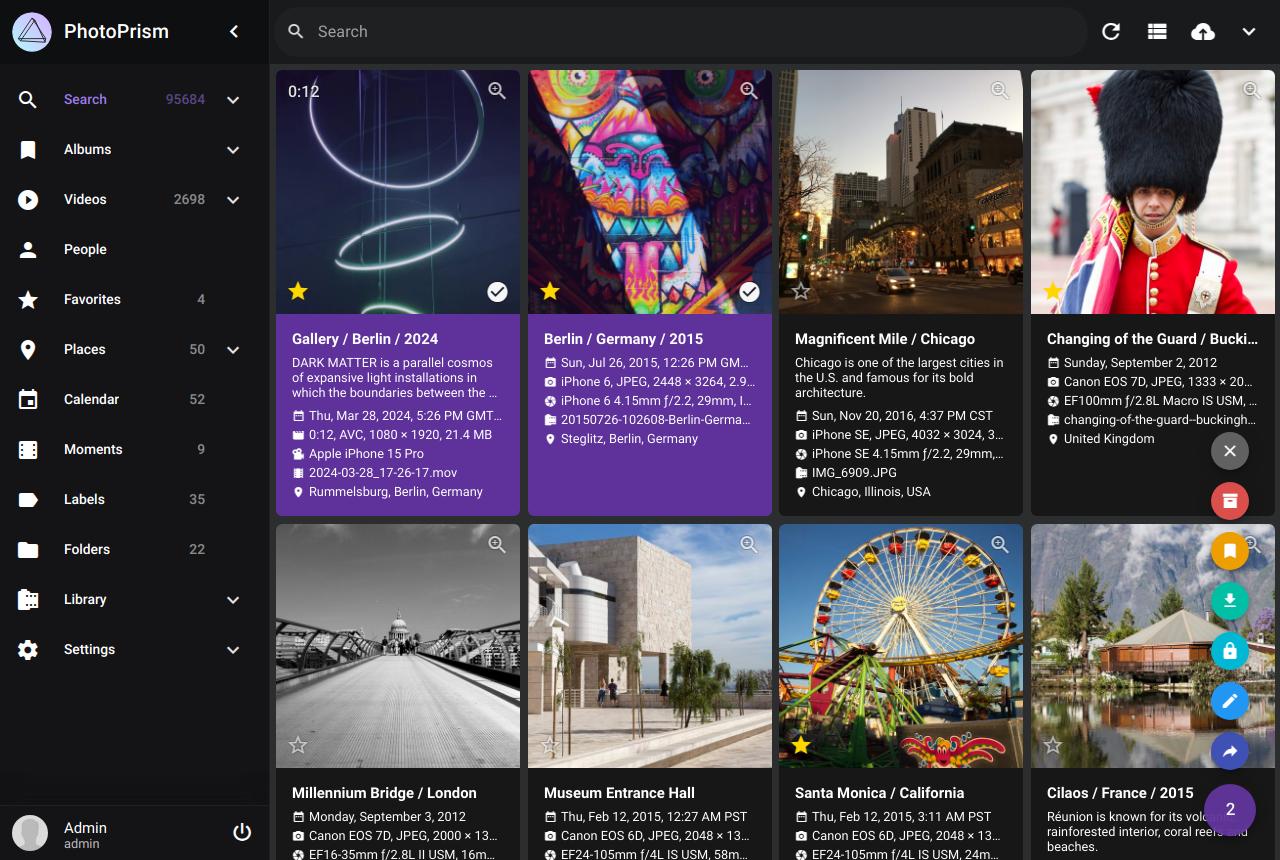 PhotoPrism
Search
Search 95684
Albums
Videos 2698
People
Favorites 4
Places 50
Calendar 52
Moments 9
Labels 35
Folders 22
Library
Settings
Admin
admin
0:12
Gallery / Berlin / 2024
DARK MATTER is a parallel cosmos
of expansive light installations in
which the boundaries between the ...
Thu, Mar 28, 2024, 5:26 PM GMT...
0:12, AVC, 1080 × 1920, 21.4 MB
Apple iPhone 15 Pro
2024-03-28_17-26-17.mov
Rummelsburg, Berlin, Germany
Berlin / Germany / 2015
Sun, Jul 26, 2015, 12:26 PM GM...
iPhone 6, JPEG, 2448 × 3264, 2.9...
iPhone 6 4.15mm ƒ/2.2, 29mm, I...
20150726-102608-Berlin-Germa...
Steglitz, Berlin, Germany
Magnificent Mile / Chicago
Chicago is one of the largest cities in
the U.S. and famous for its bold
architecture.
Sun, Nov 20, 2016, 4:37 PM CST
iPhone SE, JPEG, 4032 × 3024, 3...
iPhone SE 4.15mm ƒ/2.2, 29mm,...
IMG_6909.JPG
Chicago, Illinois, USA
Changing of the Guard / Bucki...
Sunday, September 2, 2012
Canon EOS 7D, JPEG, 1333 × 20...
EF100mm ƒ/2.8L Macro IS USM, ...
changing-of-the-guard--buckingh...
United Kingdom
Millennium Bridge / London
Monday, September 3, 2012
Canon EOS 7D, JPEG, 2000 × 13...
EF16-35mm ƒ/2.8L II USM, 16m...
Museum Entrance Hall
Thu, Feb 12, 2015, 12:27 AM PST
Canon EOS 6D, JPEG, 2048 × 13...
EF24-105mm ƒ/4L IS USM, 58m...
Santa Monica / California
Thu, Feb 12, 2015, 3:11 AM PST
Canon EOS 6D, JPEG, 2048 × 13...
EF24-105mm ƒ/4L IS USM, 24m...
Cilaos / France / 2015
Réunion is known for its volcanic,
rainforested interior, coral reefs and
beaches.
2